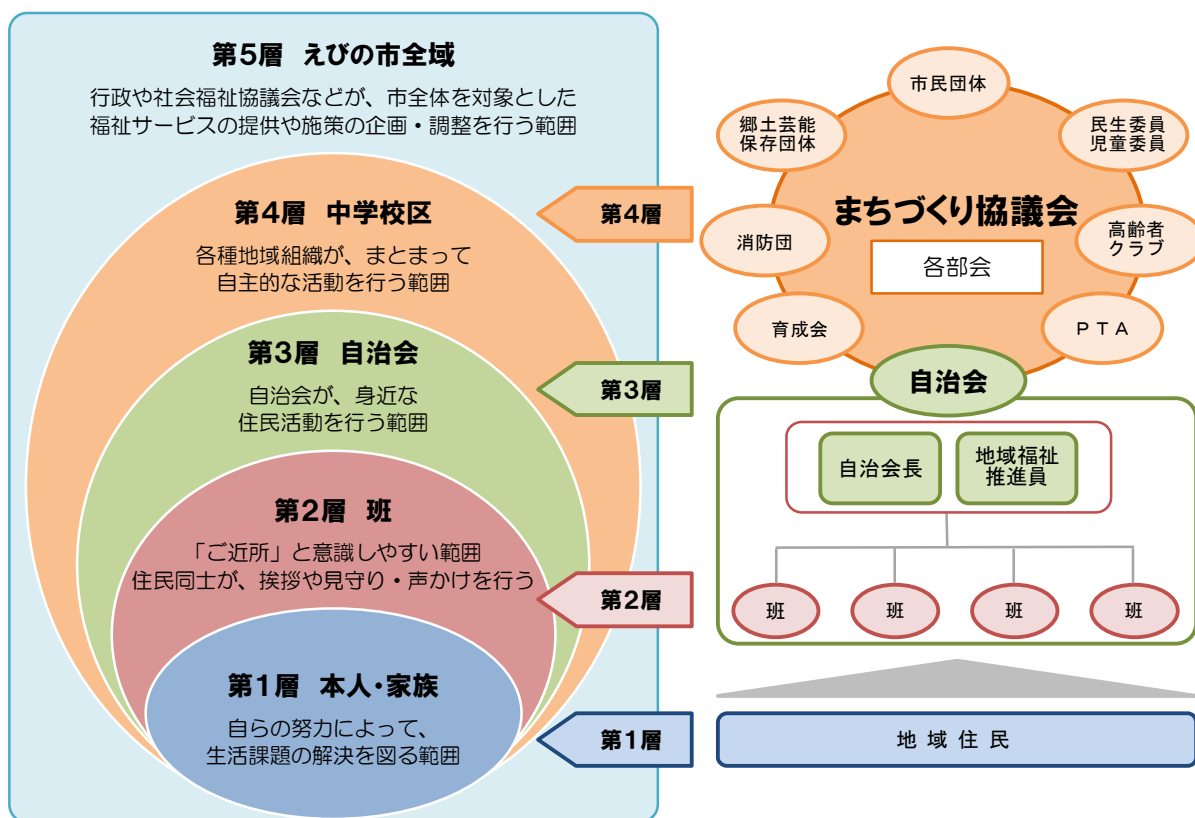 第5層 えびの市全域
行政や社会福祉協議会などが、市全体を対象とした
福祉サービスの提供や施策の企画・調整を行う範囲
第4層 中学校区
各種地域組織が、まとまって
自主的な活動を行う範囲
第3層 自治会
自治会が、身近な
住民活動を行う範囲
第2層 班
「ご近所」と意識しやすい範囲
住民同士が、挨拶や見守り・声かけを行う
第1層 本人・家族
自らの努力によって、
生活課題の解決を図る範囲
第4層
第3層
第2層
第1層
市民団体
郷土芸能
保存団体
民生委員
児童委員
まちづくり協議会
消防団
高齢者
クラブ
各部会
育成会
ＰＴＡ
自治会
自治会長
地域福祉
推進員
班
班
班
班
地域住民